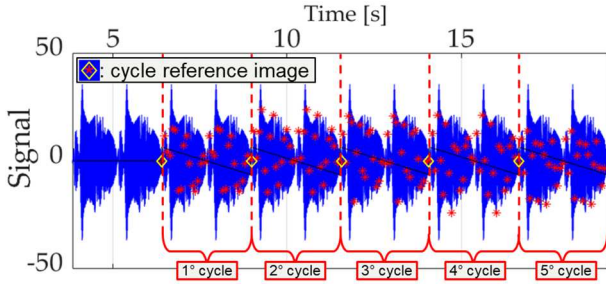 Time [s]
5 10 15
50
: cycle reference image
Signal
0
-50
1° cycle 2° cycle 3° cycle 4° cycle 5° cycle